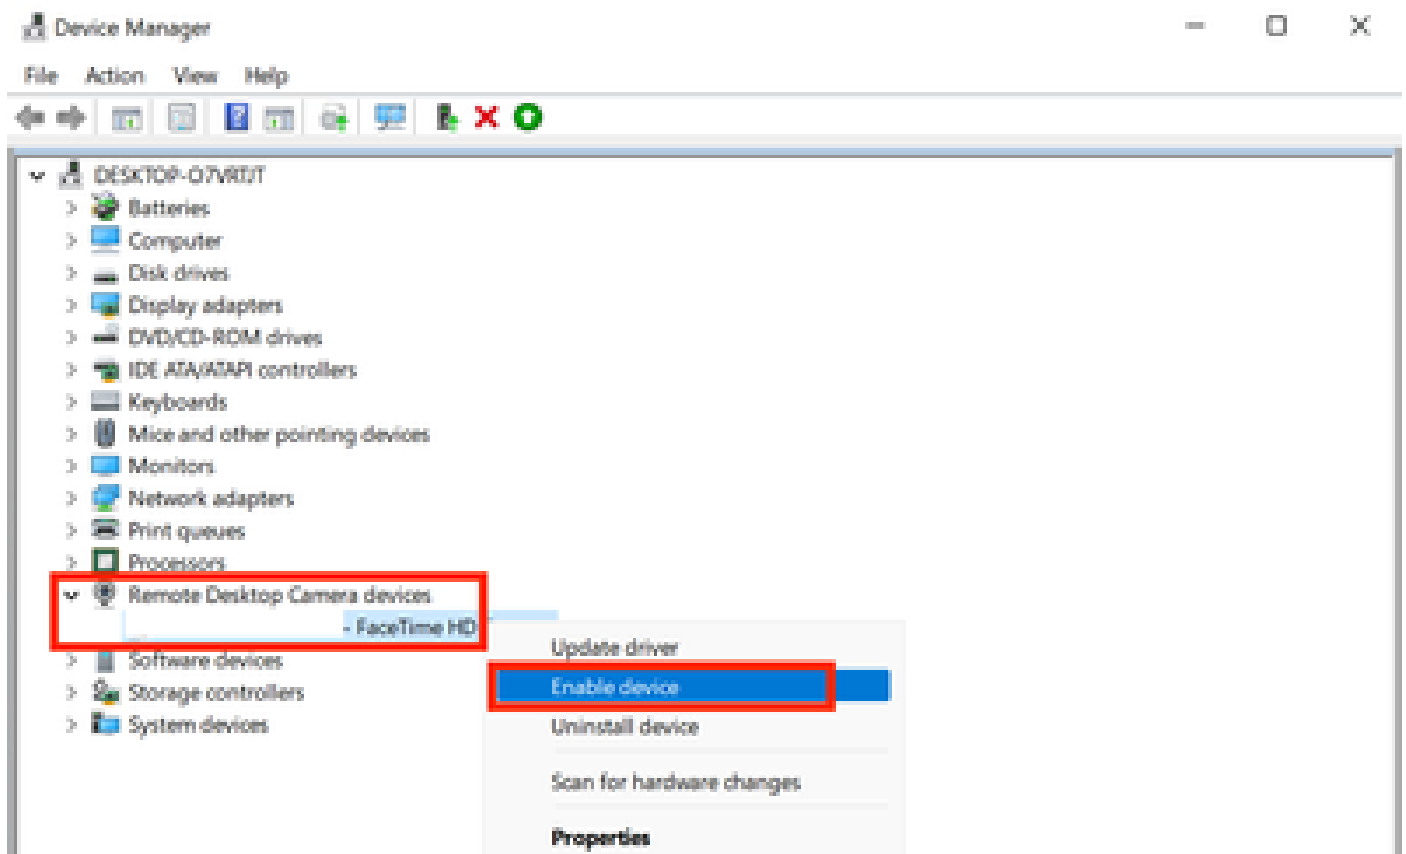 Device Manager
File Action View Help
Batteries
Computer
Disk drives
Display adapters
DVD/CD-ROM drives
IDE ATA/ATAPI controllers
Keyboards
Mice and other pointing devices
Monitors
Network adapters
Print queues
Processors
Remote Desktop Camera devices
- FaceTime HD
Update driver
Software devices
Enable device
Storage controllers
System devices
Uninstall device
Scan for hardware changes
Properties